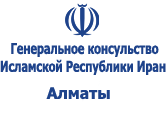 Генеральное консульство
Исламской Республики Иран
Алматы